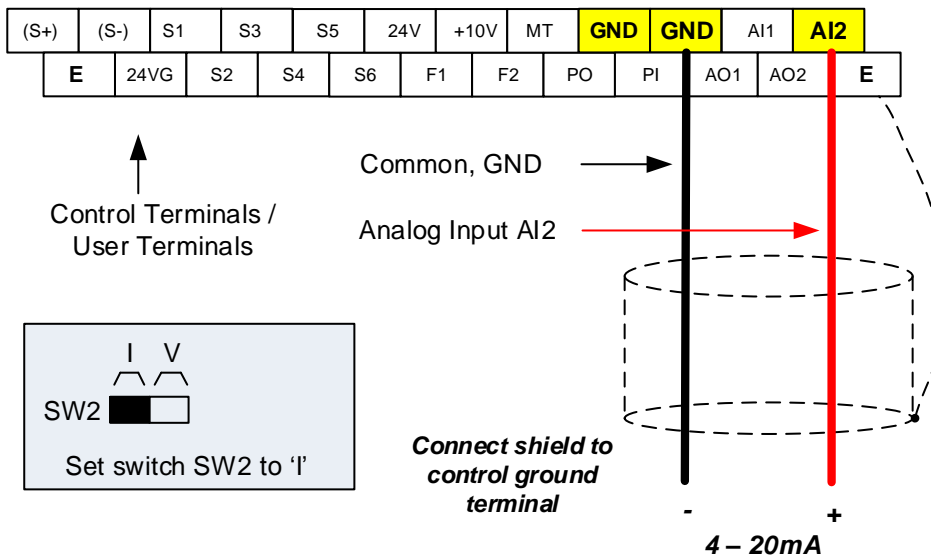 (S+) (S-) S1 S3 S5 24V +10V MT GND GND AI1 AI2
E 24VG S2 S4 S6 F1 F2 PO PI AO1 AO2 E
Common, GND
Control Terminals /
User Terminals
Analog Input AI2
I V
SW2
Set switch SW2 to 'I'
Connect shield to
control ground
terminal
- +
4 – 20mA